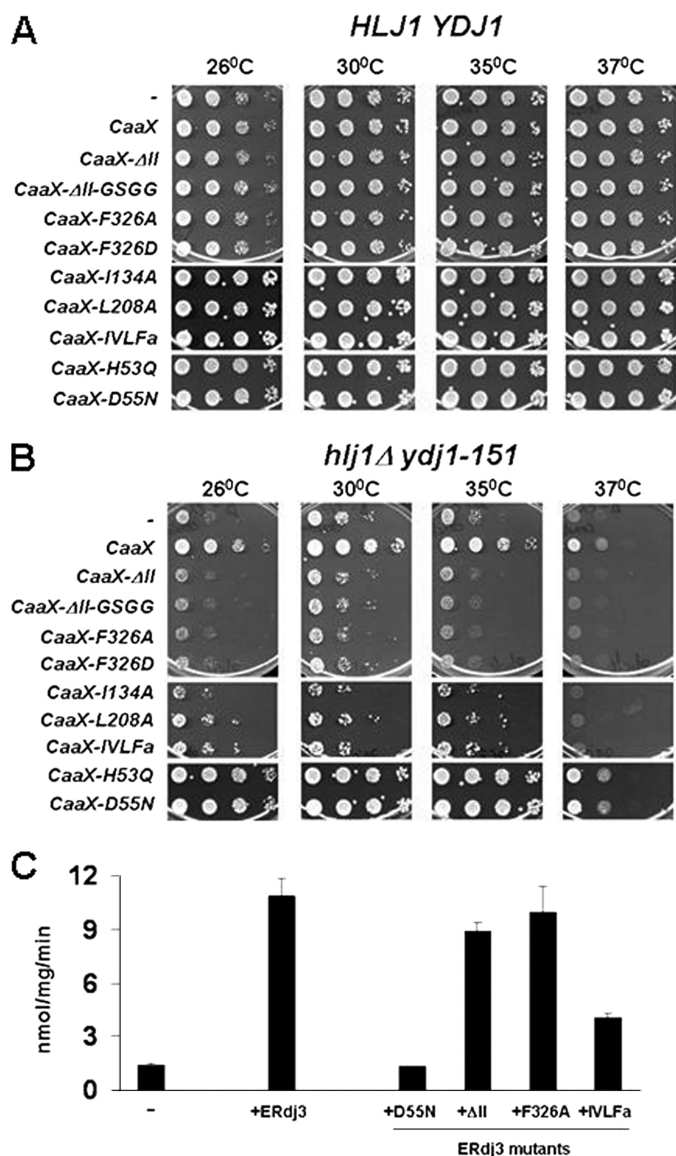 A
HLJ1 YDJ1
26⁰C 30⁰C 35⁰C 37⁰C
-
CaaX
CaaX-ΔII
CaaX-ΔII-GSGG
CaaX-F326A
CaaX-F326D
CaaX-I134A
CaaX-L208A
CaaX-IVLFa
CaaX-H53Q
CaaX-D55N
B
hlj1Δ ydj1-151
26⁰C 30⁰C 35⁰C 37⁰C
-
CaaX
CaaX-ΔII
CaaX-ΔII-GSGG
CaaX-F326A
CaaX-F326D
CaaX-I134A
CaaX-L208A
CaaX-IVLFa
CaaX-H53Q
CaaX-D55N
C
nmol/mg/min
12
9
6
3
0
– +ERdj3 +D55N +ΔII +F326A +IVLFa
ERdj3 mutants